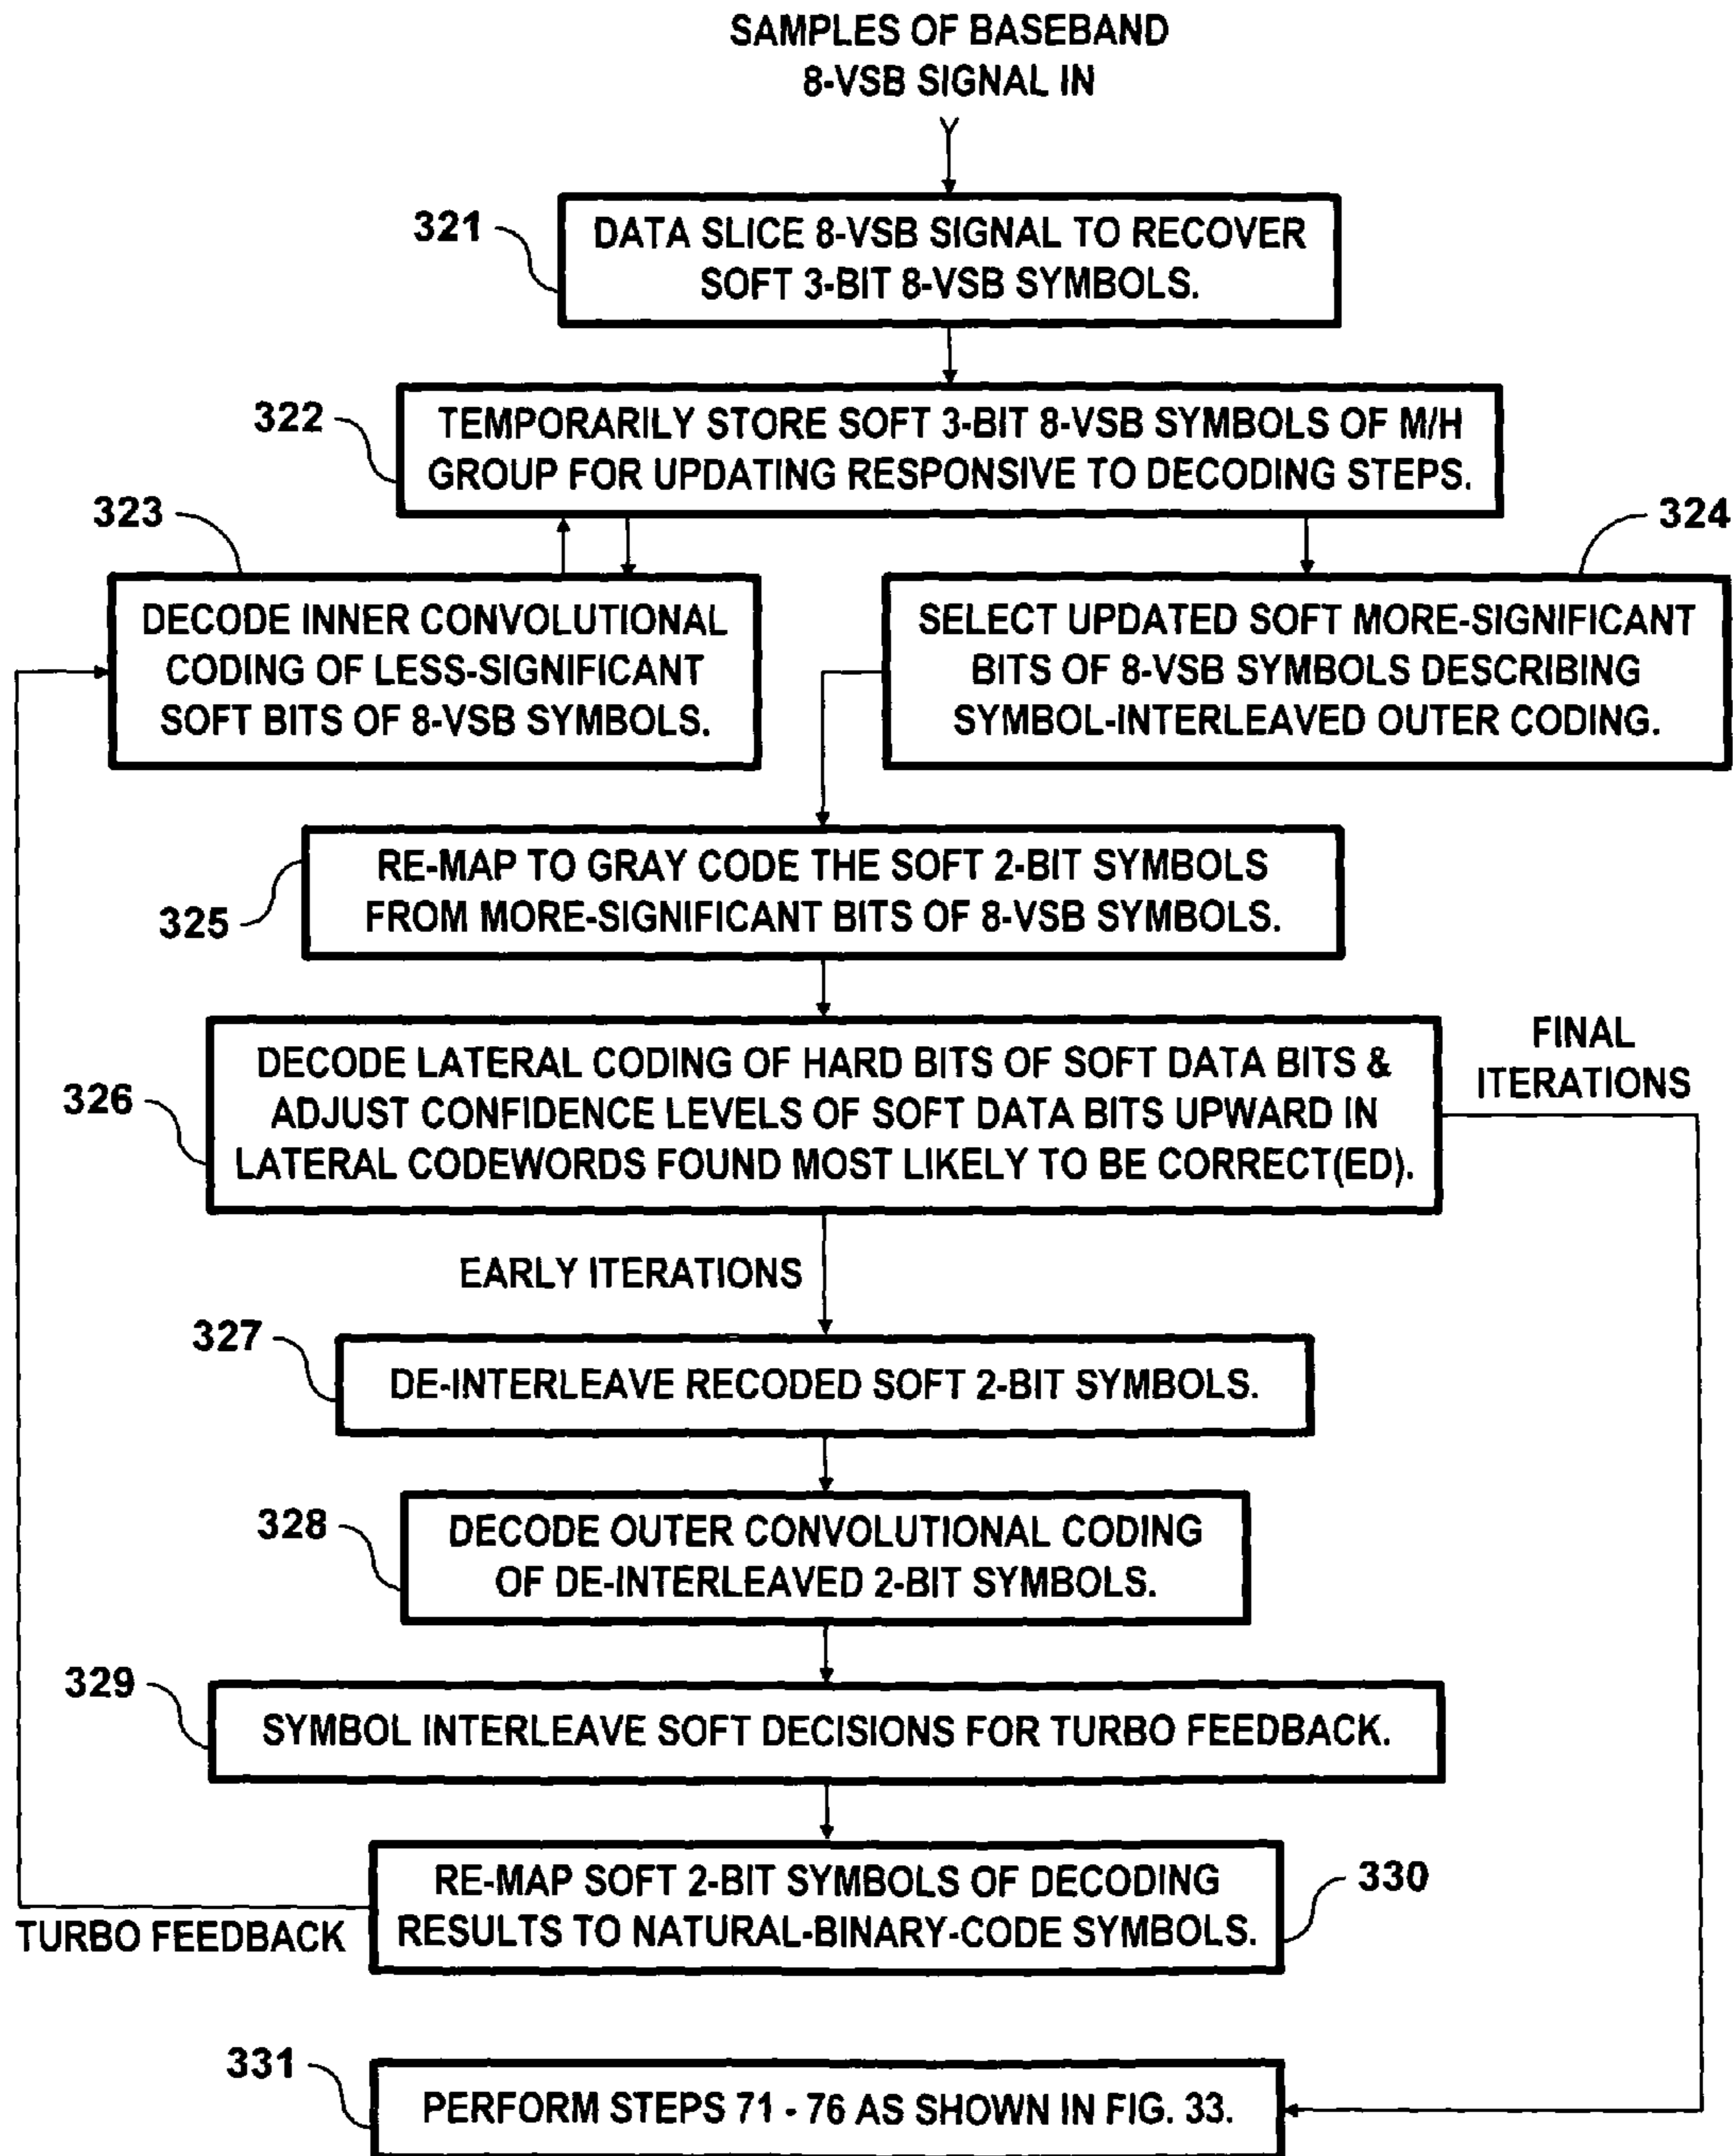 SAMPLES OF BASEBAND
8-VSB SIGNAL IN
321
DATA SLICE 8-VSB SIGNAL TO RECOVER
SOFT 3-BIT 8-VSB SYMBOLS.
322
TEMPORARILY STORE SOFT 3-BIT 8-VSB SYMBOLS OF M/H
GROUP FOR UPDATING RESPONSIVE TO DECODING STEPS.
323
DECODE INNER CONVOLUTIONAL
CODING OF LESS-SIGNIFICANT
SOFT BITS OF 8-VSB SYMBOLS.
324
SELECT UPDATED SOFT MORE-SIGNIFICANT
BITS OF 8-VSB SYMBOLS DESCRIBING
SYMBOL-INTERLEAVED OUTER CODING.
325
RE-MAP TO GRAY CODE THE SOFT 2-BIT SYMBOLS
FROM MORE-SIGNIFICANT BITS OF 8-VSB SYMBOLS.
326
DECODE LATERAL CODING OF HARD BITS OF SOFT DATA BITS &
ADJUST CONFIDENCE LEVELS OF SOFT DATA BITS UPWARD IN
LATERAL CODEWORDS FOUND MOST LIKELY TO BE CORRECT(ED).
FINAL
ITERATIONS
EARLY ITERATIONS
327
DE-INTERLEAVE RECODED SOFT 2-BIT SYMBOLS.
328
DECODE OUTER CONVOLUTIONAL CODING
OF DE-INTERLEAVED 2-BIT SYMBOLS.
329
SYMBOL INTERLEAVE SOFT DECISIONS FOR TURBO FEEDBACK.
330
RE-MAP SOFT 2-BIT SYMBOLS OF DECODING
RESULTS TO NATURAL-BINARY-CODE SYMBOLS.
TURBO FEEDBACK
331
PERFORM STEPS 71 - 76 AS SHOWN IN FIG. 33.